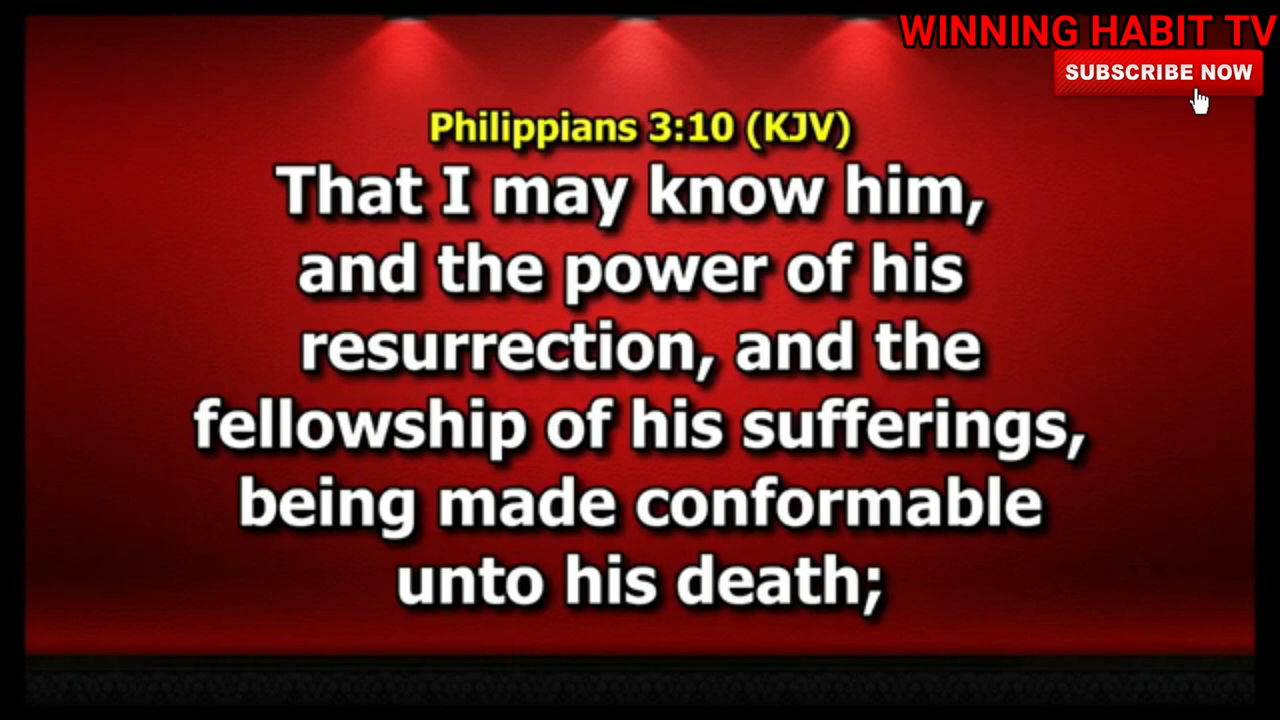 WINNING HABIT TV
SUBSCRIBE NOW
Philippians 3:10 (KJV)
That I may know him,
and the power of his
resurrection, and the
fellowship of his sufferings,
being made conformable
unto his death;